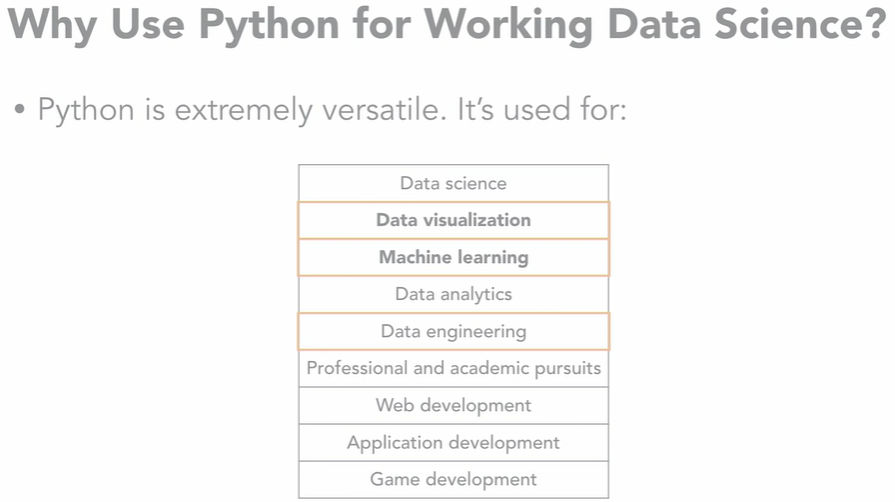 Why Use Python for Working Data Science?
• Python is extremely versatile. It's used for:
Data science
Data visualization
Machine learning
Data analytics
Data engineering
Professional and academic pursuits
Web development
Application development
Game development